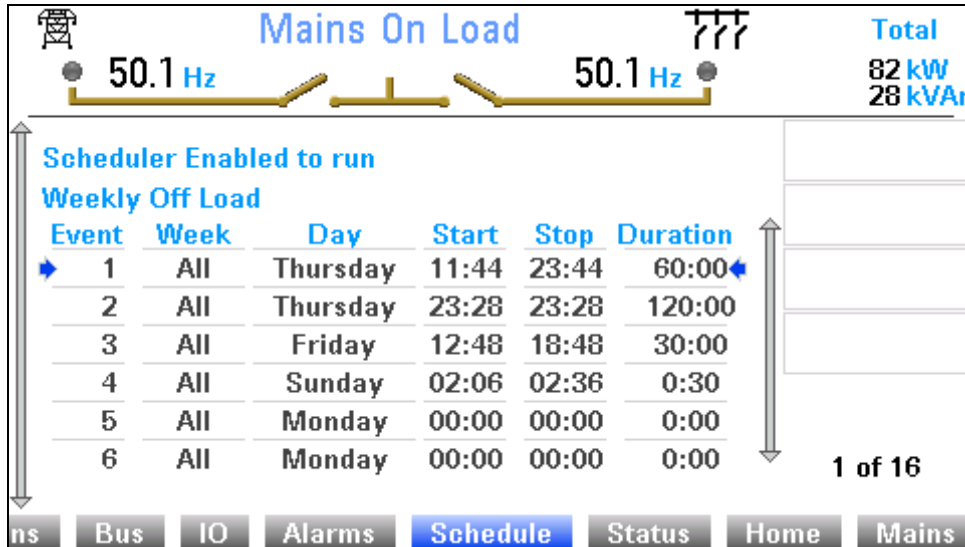 Mains On Load
Total
50.1 Hz
50.1 Hz
82 kW
28 kVAr
Scheduler Enabled to run
Weekly Off Load
Event Week Day Start Stop Duration
1 All Thursday 11:44 23:44 60:00
2 All Thursday 23:28 23:28 120:00
3 All Friday 12:48 18:48 30:00
4 All Sunday 02:06 02:36 0:30
5 All Monday 00:00 00:00 0:00
6 All Monday 00:00 00:00 0:00
1 of 16
ns Bus IO Alarms Schedule Status Home Mains